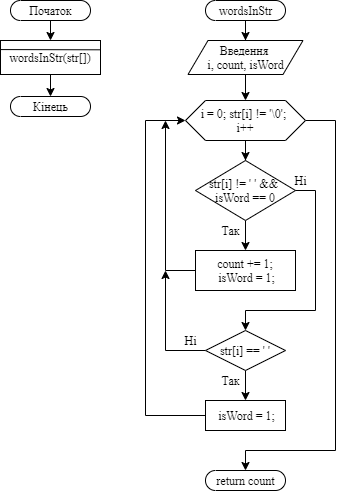 Початок
wordsInStr(str[])
Кінець
wordsInStr
Введення
i, count, isWord
i = 0; str[i] != '\0';
i++
str[i] != ' ' &&
isWord == 0
Ні
Так
count += 1;
isWord = 1;
Ні
str[i] == ' '
Так
isWord = 1;
return count